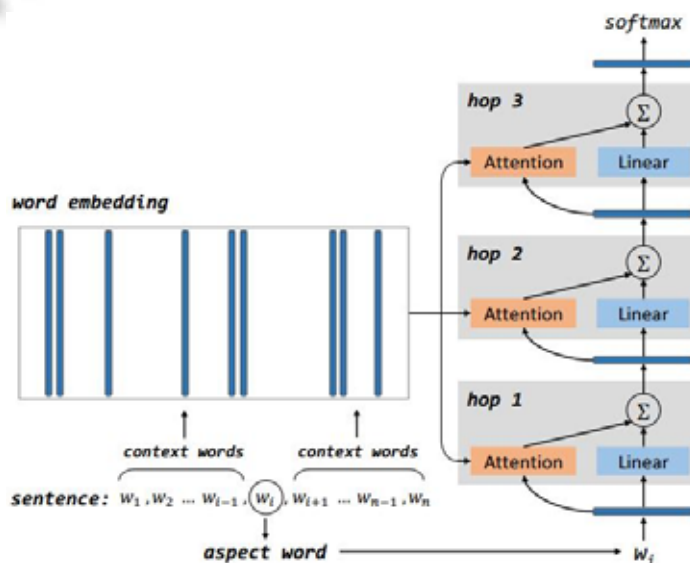 softmax
hop 3
Σ
Attention
Linear
word embedding
hop 2
Σ
Attention
Linear
hop 1
Σ
context words
context words
Attention
Linear
sentence: w₁, w₂ … wᵢ₋₁, wᵢ, wᵢ₊₁ … wₙ₋₁, wₙ
aspect word
wᵢ